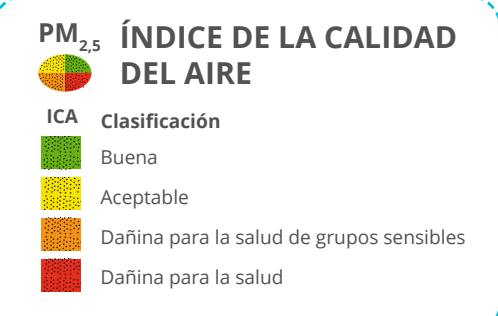 PM2,5 ÍNDICE DE LA CALIDAD
DEL AIRE
ICA Clasificación
Buena
Aceptable
Dañina para la salud de grupos sensibles
Dañina para la salud